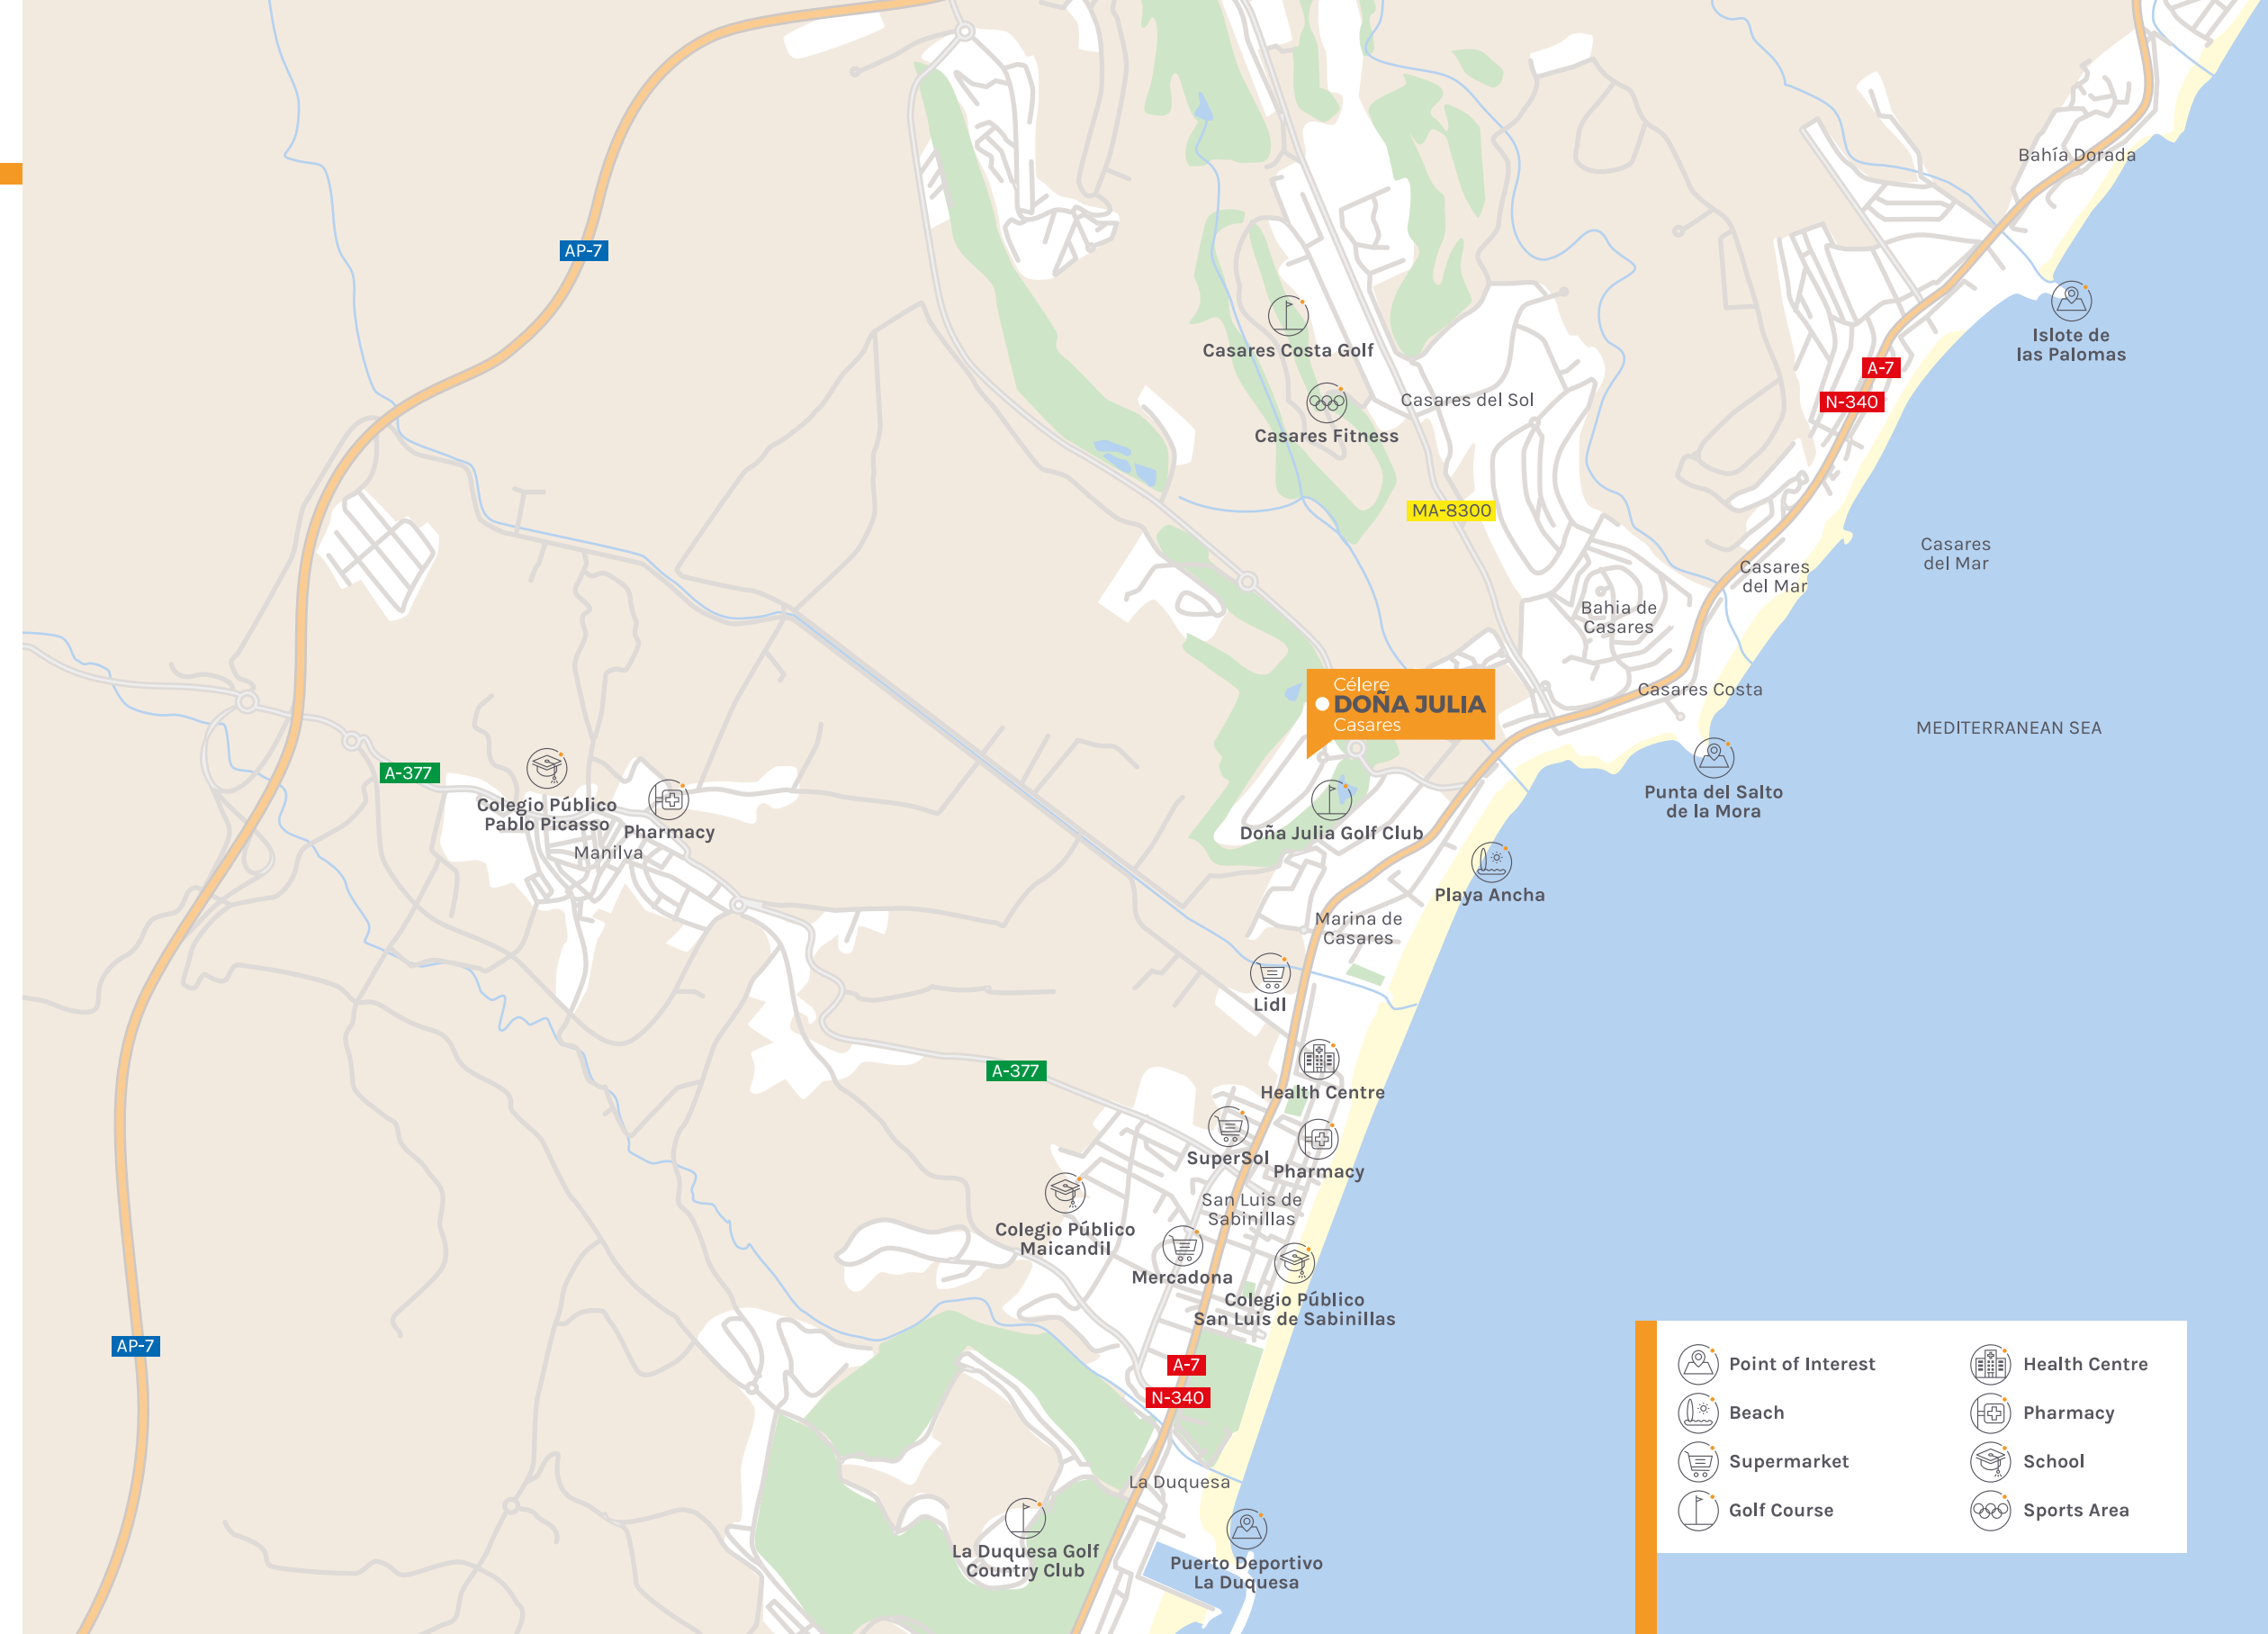 Bahía Dorada
AP-7
Islote de
las Palomas
Casares Costa Golf
A-7
N-340
Casares del Sol
Casares Fitness
MA-8300
Casares
del Mar
Casares
del Mar
Bahia de
Casares
Célere
DOÑA JULIA
Casares
Casares Costa
MEDITERRANEAN SEA
A-377
Colegio Público
Pablo Picasso
Pharmacy
Manilva
Punta del Salto
de la Mora
Doña Julia Golf Club
Playa Ancha
Marina de
Casares
Lidl
A-377
Health Centre
SuperSol
Pharmacy
San Luis de
Sabinillas
Colegio Público
Maicandil
Mercadona
Colegio Público
San Luis de Sabinillas
AP-7
A-7
N-340
La Duquesa
La Duquesa Golf
Country Club
Puerto Deportivo
La Duquesa
Point of Interest
Beach
Supermarket
Golf Course
Health Centre
Pharmacy
School
Sports Area